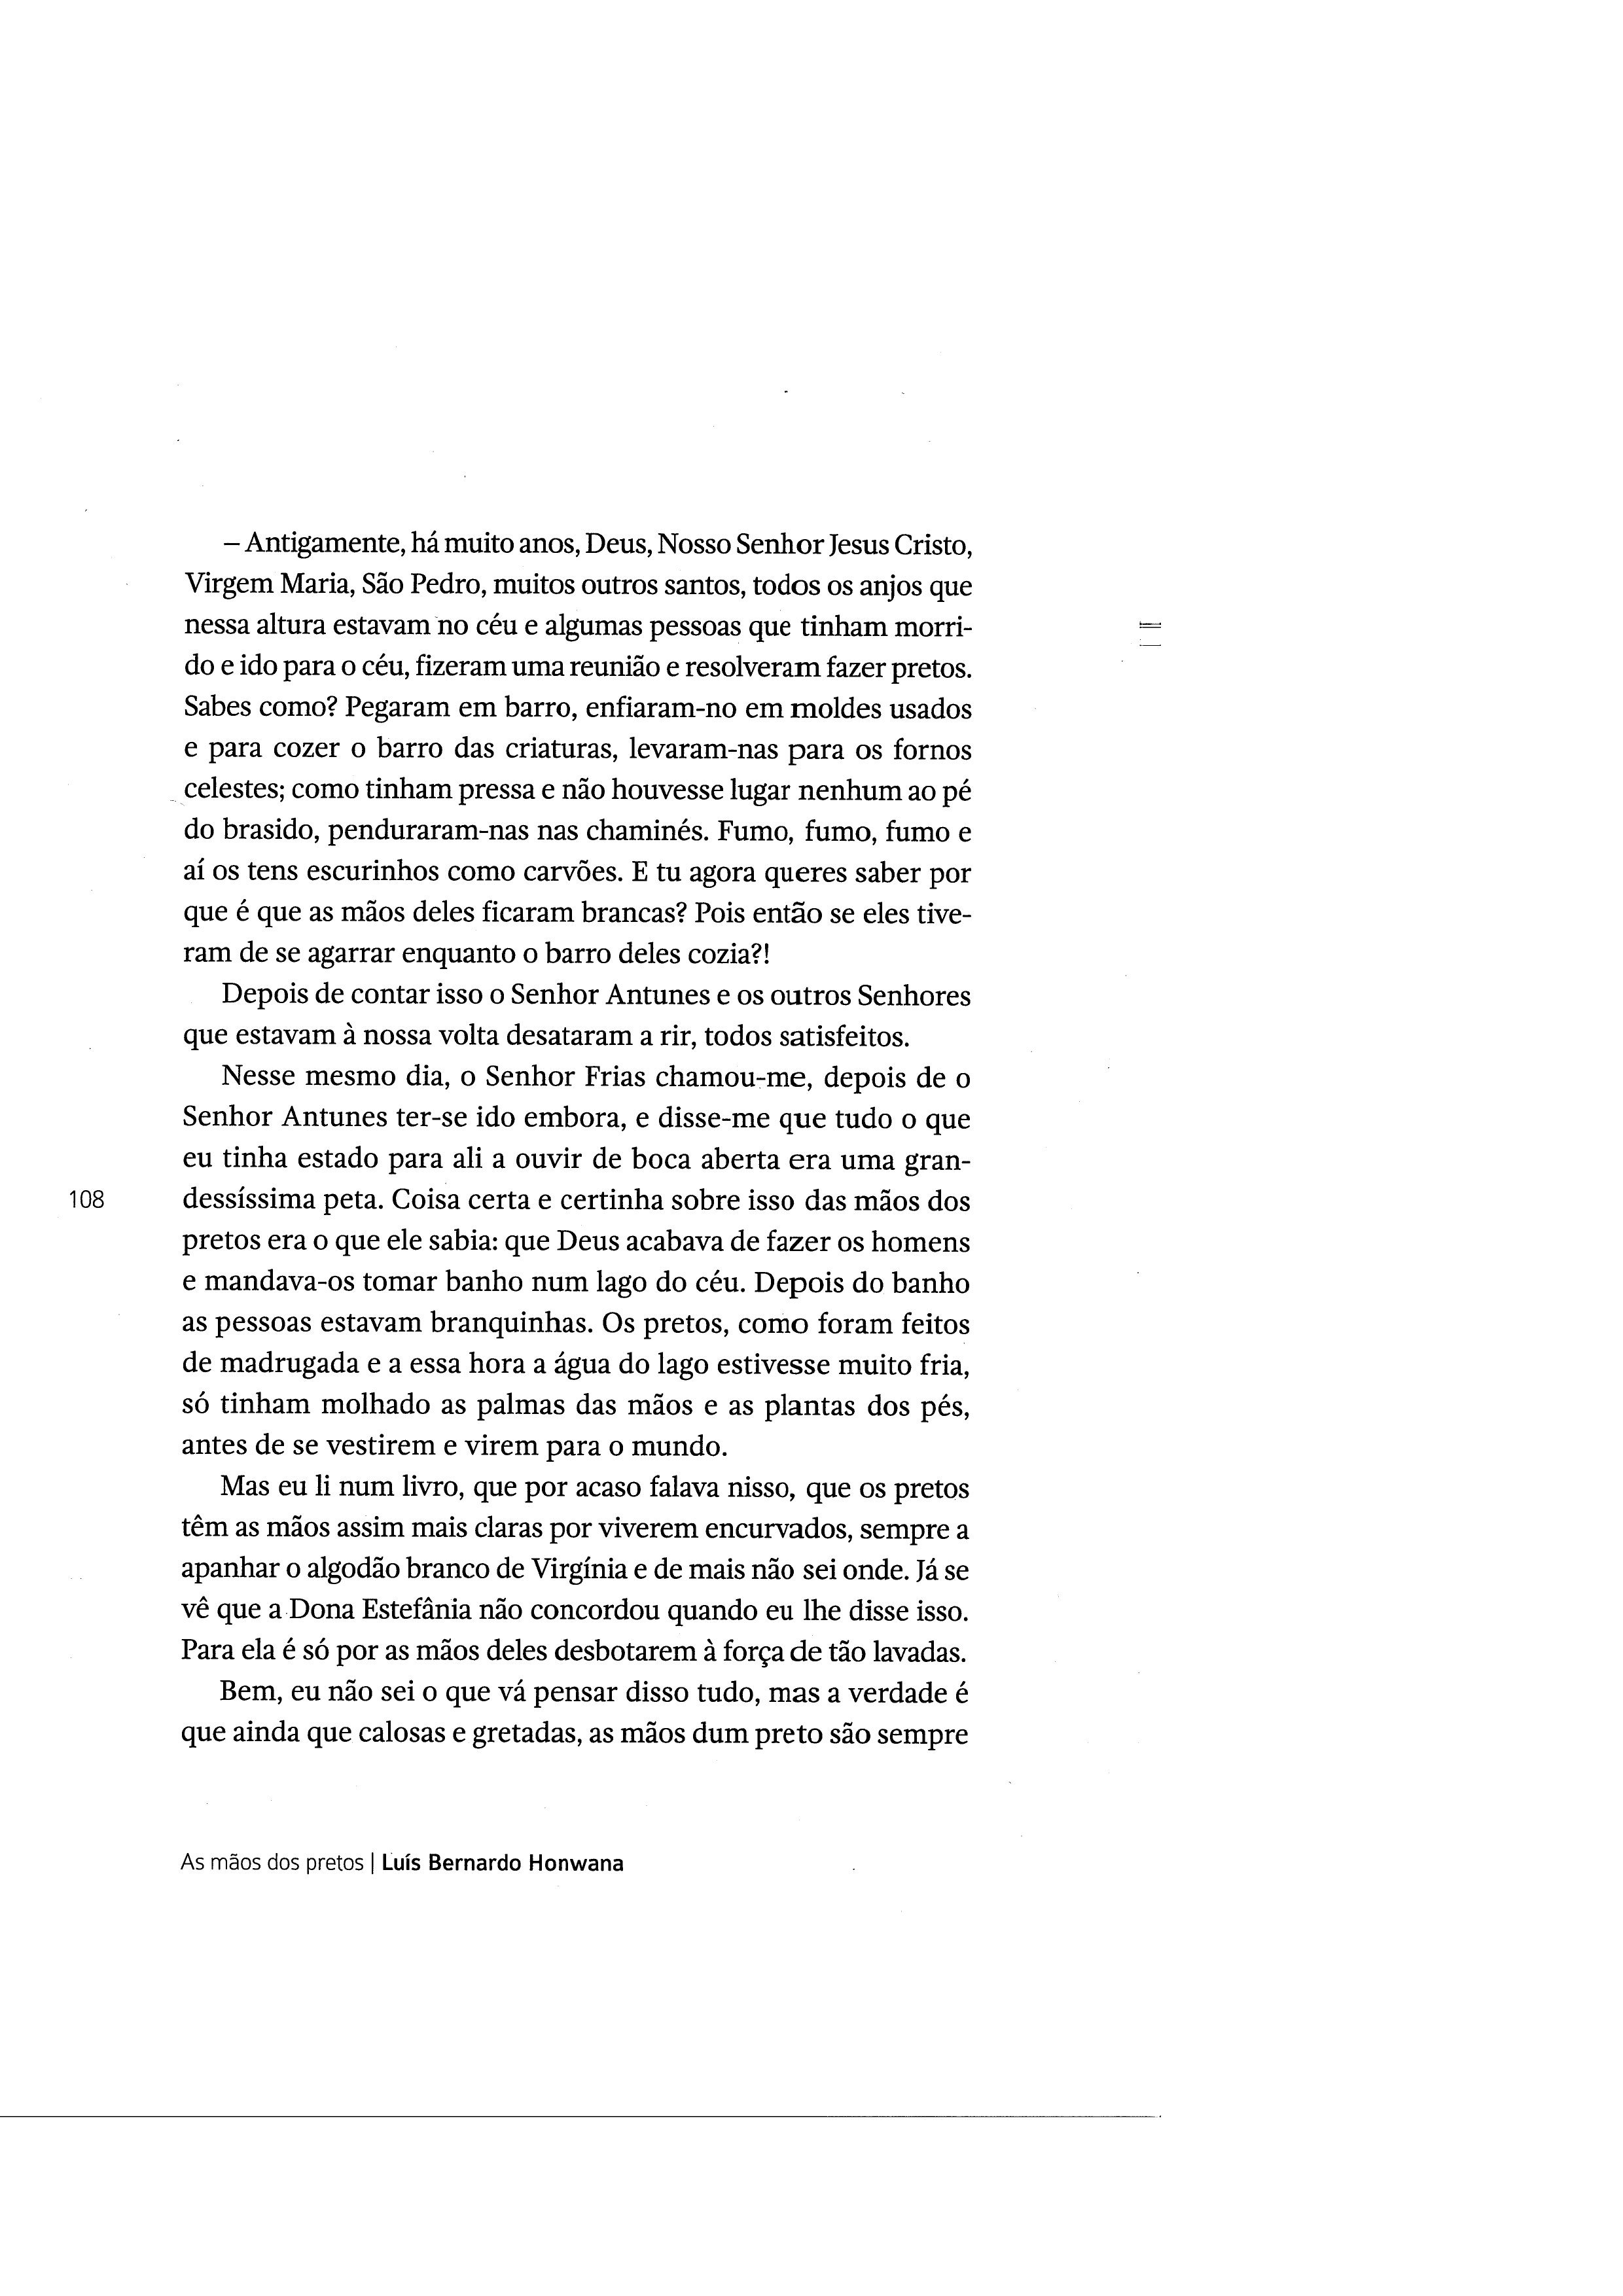 – Antigamente, há muito anos, Deus, Nosso Senhor Jesus Cristo,
Virgem Maria, São Pedro, muitos outros santos, todos os anjos que
nessa altura estavam no céu e algumas pessoas que tinham morri-
do e ido para o céu, fizeram uma reunião e resolveram fazer pretos.
Sabes como? Pegaram em barro, enfiaram-no em moldes usados
e para cozer o barro das criaturas, levaram-nas para os fornos
celestes; como tinham pressa e não houvesse lugar nenhum ao pé
do brasido, penduraram-nas nas chaminés. Fumo, fumo, fumo e
aí os tens escurinhos como carvões. E tu agora queres saber por
que é que as mãos deles ficaram brancas? Pois então se eles tive-
ram de se agarrar enquanto o barro deles cozia?!
Depois de contar isso o Senhor Antunes e os outros Senhores
que estavam à nossa volta desataram a rir, todos satisfeitos.
Nesse mesmo dia, o Senhor Frias chamou-me, depois de o
Senhor Antunes ter-se ido embora, e disse-me que tudo o que
eu tinha estado para ali a ouvir de boca aberta era uma gran-
108
dessíssima peta. Coisa certa e certinha sobre isso das mãos dos
pretos era o que ele sabia: que Deus acabava de fazer os homens
e mandava-os tomar banho num lago do céu. Depois do banho
as pessoas estavam branquinhas. Os pretos, como foram feitos
de madrugada e a essa hora a água do lago estivesse muito fria,
só tinham molhado as palmas das mãos e as plantas dos pés,
antes de se vestirem e virem para o mundo.
Mas eu li num livro, que por acaso falava nisso, que os pretos
têm as mãos assim mais claras por viverem encurvados, sempre a
apanhar o algodão branco de Virgínia e de mais não sei onde. Já se
vê que a Dona Estefânia não concordou quando eu lhe disse isso.
Para ela é só por as mãos deles desbotarem à força de tão lavadas.
Bem, eu não sei o que vá pensar disso tudo, mas a verdade é
que ainda que calosas e gretadas, as mãos dum preto são sempre
As mãos dos pretos | Luís Bernardo Honwana